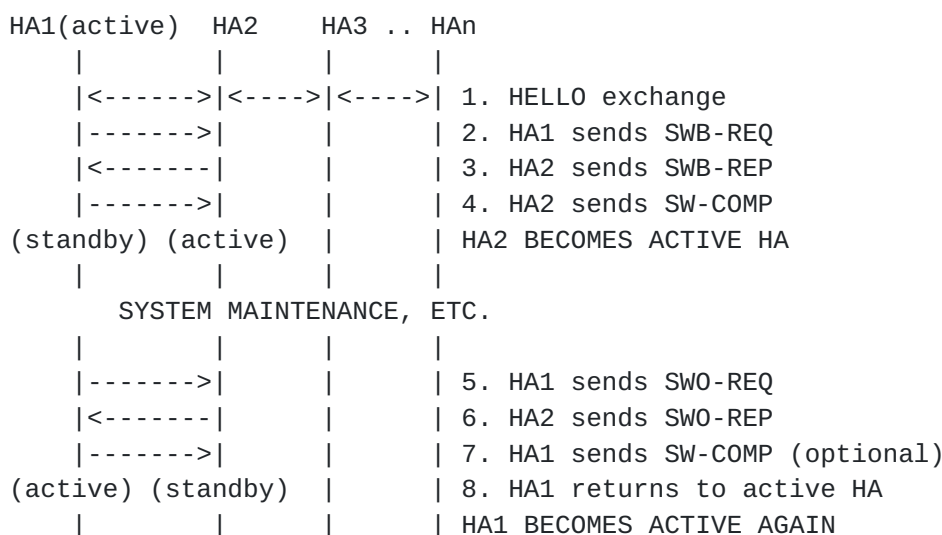 HA1(active)  HA2    HA3 .. HAn
    |         |      |      |
    |<------>|<---->|<---->| 1. HELLO exchange
    |------->|      |      | 2. HA1 sends SWB-REQ
    |<-------|      |      | 3. HA2 sends SWB-REP
    |------->|      |      | 4. HA2 sends SW-COMP
(standby) (active)  |      | HA2 BECOMES ACTIVE HA
    |        |      |      |
       SYSTEM MAINTENANCE, ETC.
    |        |      |      |
    |------->|      |      | 5. HA1 sends SWO-REQ
    |<-------|      |      | 6. HA2 sends SWO-REP
    |------->|      |      | 7. HA1 sends SW-COMP (optional)
(active) (standby)  |      | 8. HA1 returns to active HA
    |        |      |      | HA1 BECOMES ACTIVE AGAIN